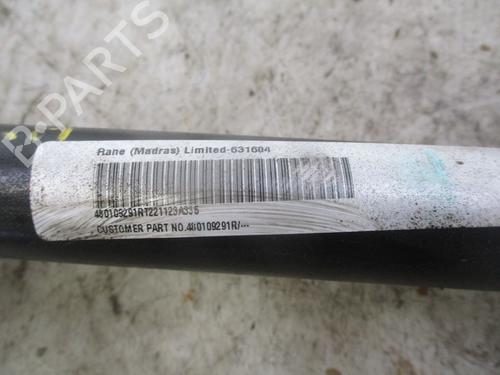 B-PARTS
Rane (Madras) Limited-631604
480109291RT221123A335
CUSTOMER PART NO.480109291R/---